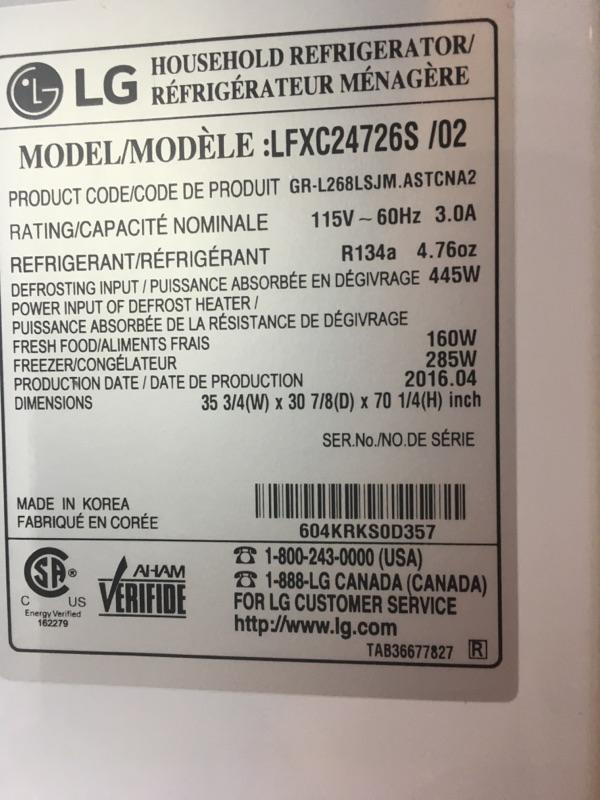 LG HOUSEHOLD REFRIGERATOR/
RÉFRIGÉRATEUR MÉNAGÈRE
MODEL/MODÈLE :LFXC24726S /02
PRODUCT CODE/CODE DE PRODUIT GR-L268LSJM.ASTCNA2
RATING/CAPACITÉ NOMINALE 115V ~ 60Hz 3.0A
REFRIGERANT/RÉFRIGÉRANT R134a 4.76oz
DEFROSTING INPUT / PUISSANCE ABSORBÉE EN DÉGIVRAGE 445W
POWER INPUT OF DEFROST HEATER /
PUISSANCE ABSORBÉE DE LA RÉSISTANCE DE DÉGIVRAGE
FRESH FOOD/ALIMENTS FRAIS 160W
FREEZER/CONGÉLATEUR 285W
PRODUCTION DATE / DATE DE PRODUCTION 2016.04
DIMENSIONS 35 3/4(W) x 30 7/8(D) x 70 1/4(H) inch
SER.No./NO.DE SÉRIE
MADE IN KOREA
FABRIQUÉ EN CORÉE
604KRKS0D357
SA ®
C US
Energy Verified
162279
AHAM
VERIFIDE
1-800-243-0000 (USA)
1-888-LG CANADA (CANADA)
FOR LG CUSTOMER SERVICE
http://www.lg.com
TAB36677827 R